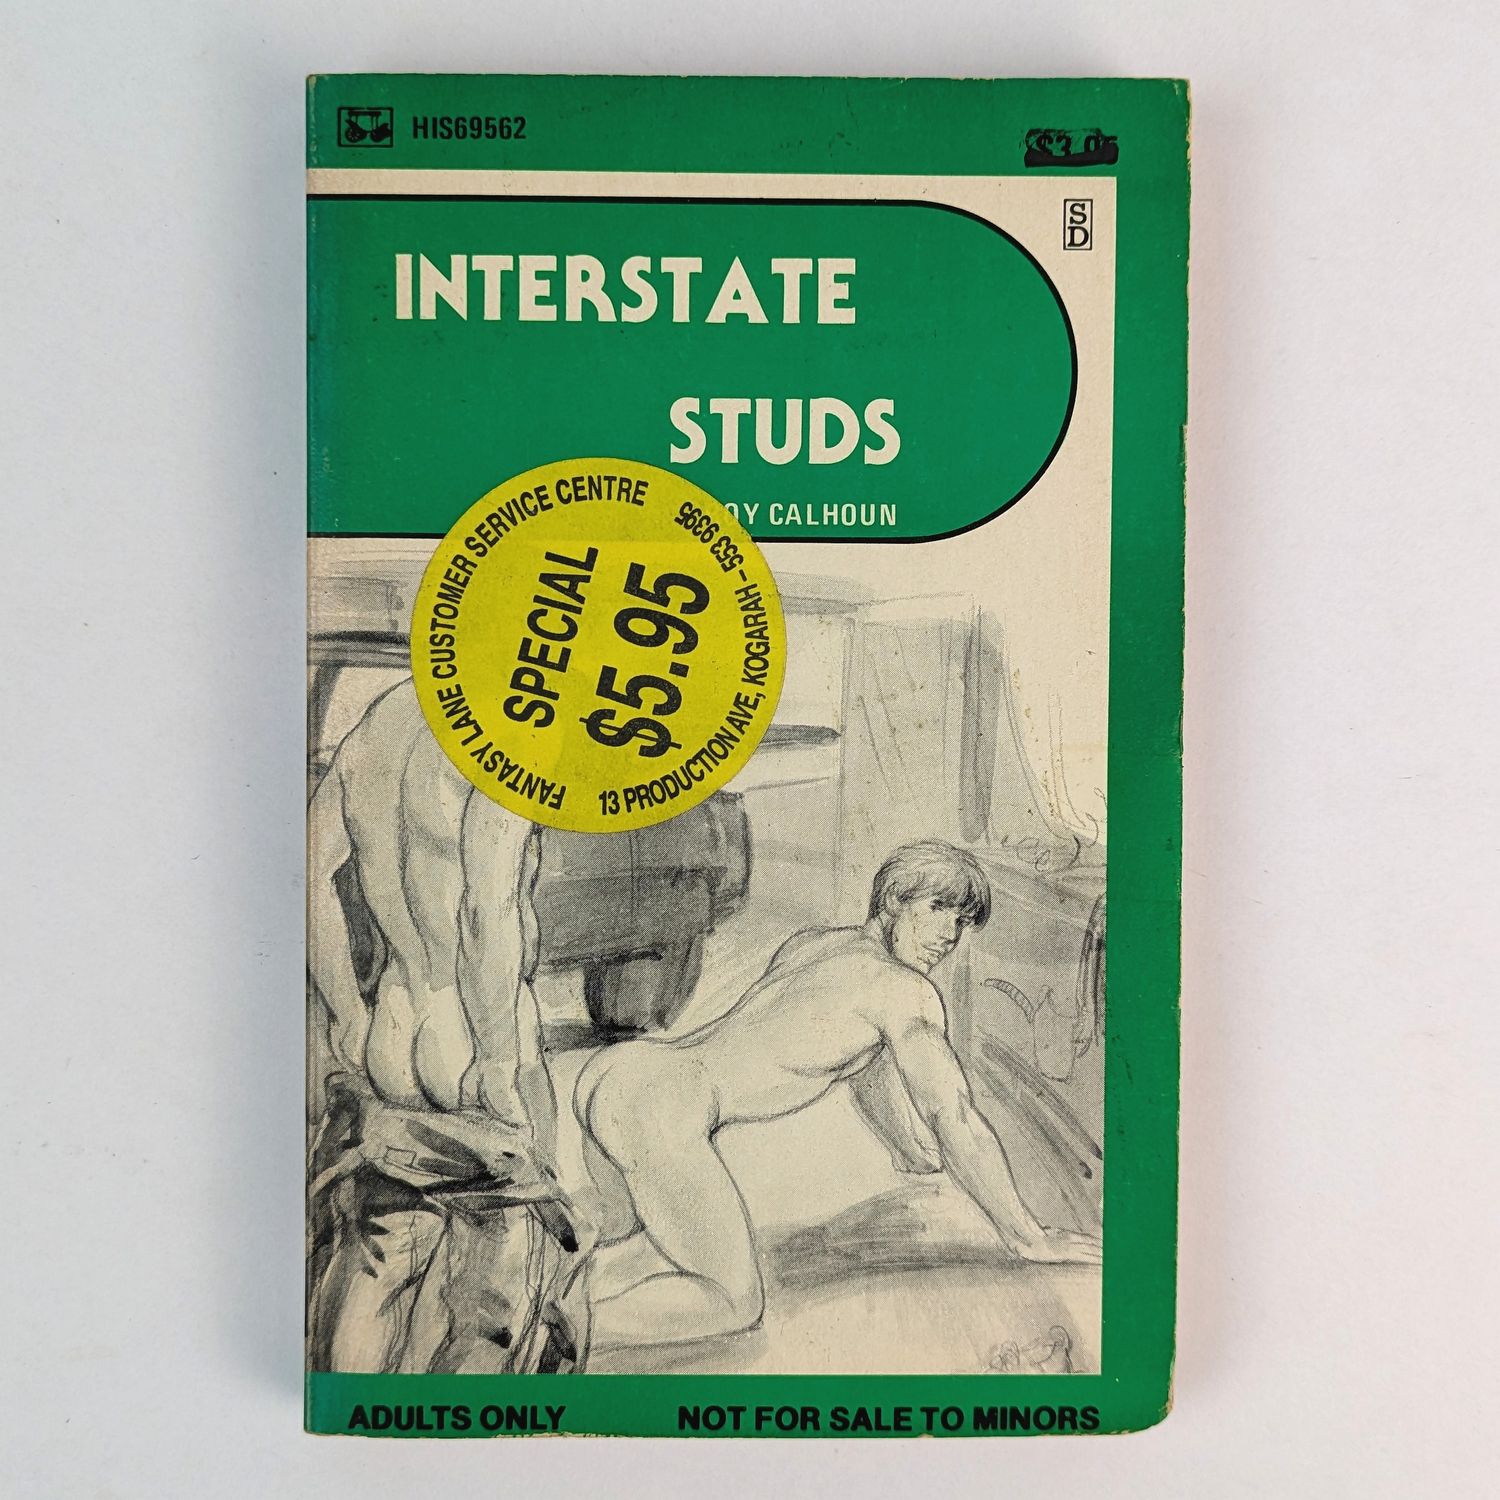 HIS69562
$3.95
S
D
INTERSTATE
STUDS
OY CALHOUN
FANTASY LANE CUSTOMER SERVICE CENTRE
SPECIAL
$5.95
13 PRODUCTION AVE, KOGARAH – 553 9395
ADULTS ONLY
NOT FOR SALE TO MINORS